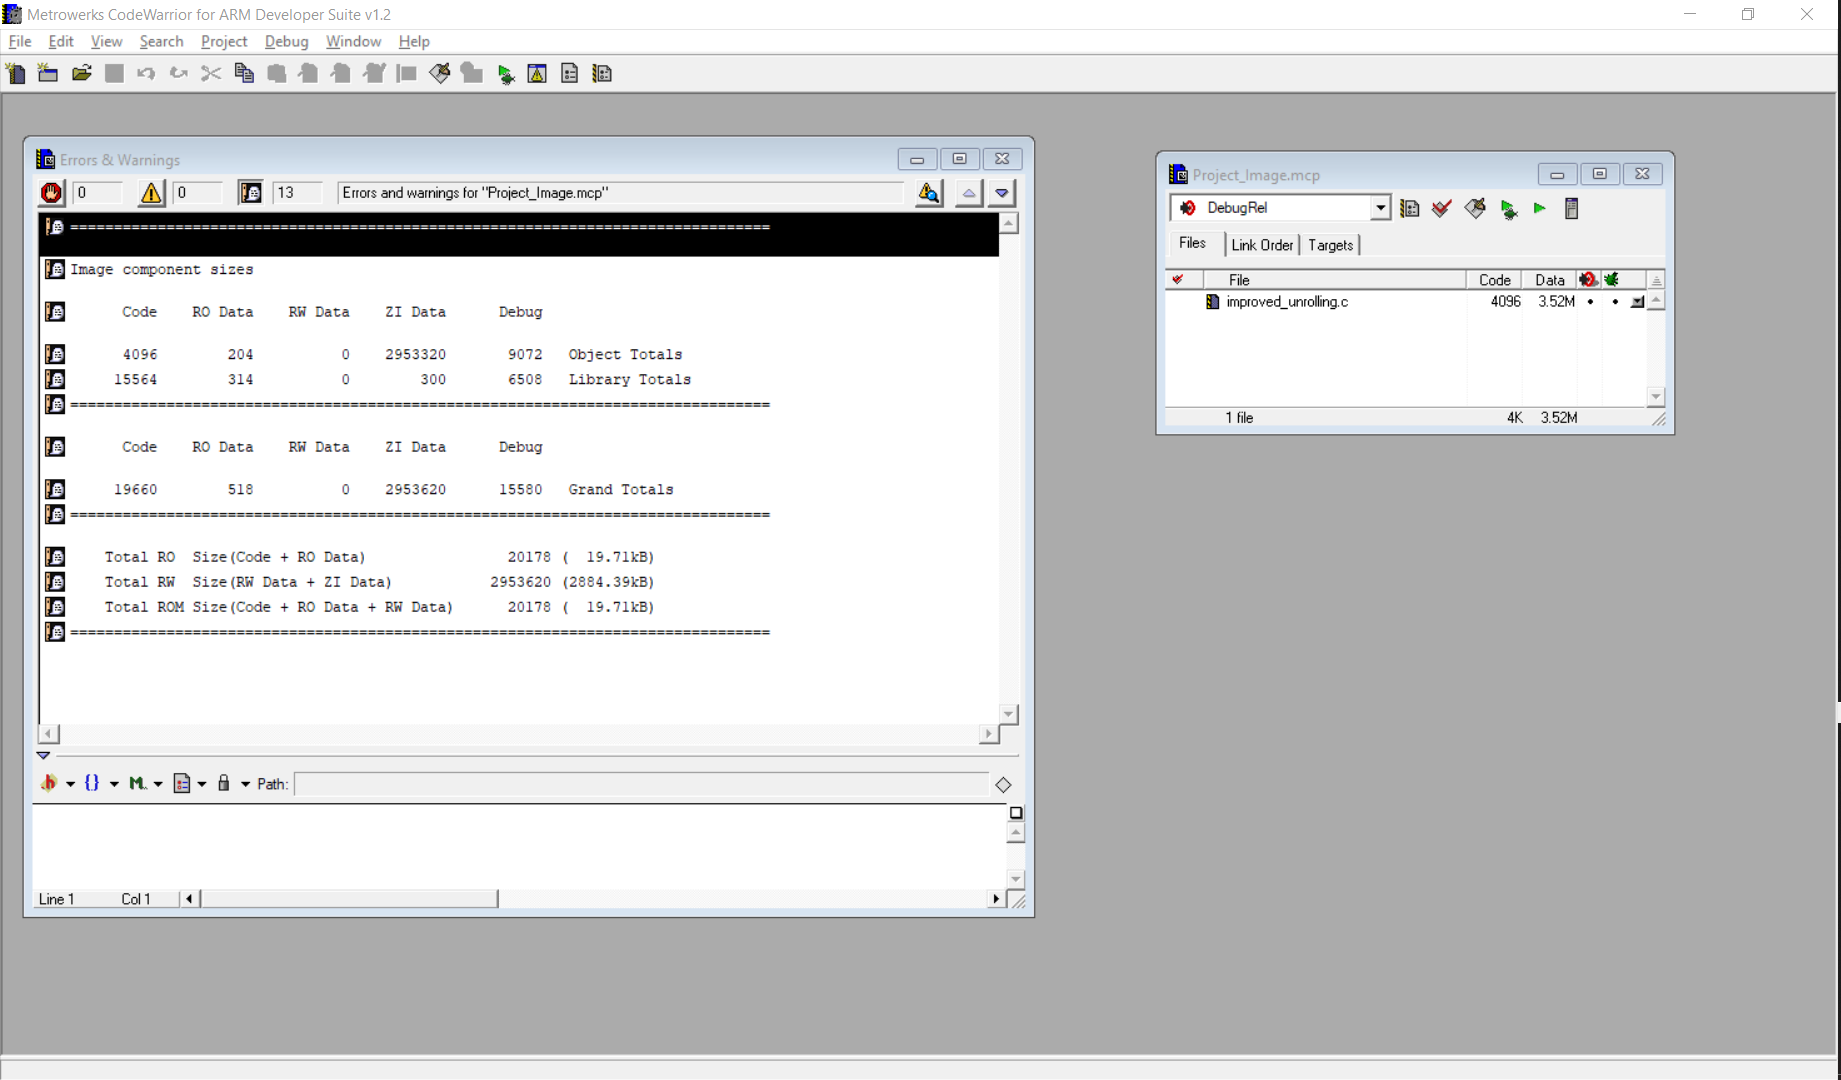 Metrowerks CodeWarrior for ARM Developer Suite v1.2
File Edit View Search Project Debug Window Help
Errors & Warnings
0 0 13 Errors and warnings for "Project_Image.mcp"
================================================================================
Image component sizes
Code RO Data RW Data ZI Data Debug
4096 204 0 2953320 9072 Object Totals
15564 314 0 300 6508 Library Totals
================================================================================
Code RO Data RW Data ZI Data Debug
19660 518 0 2953620 15580 Grand Totals
================================================================================
Total RO Size(Code + RO Data) 20178 ( 19.71kB)
Total RW Size(RW Data + ZI Data) 2953620 (2884.39kB)
Total ROM Size(Code + RO Data + RW Data) 20178 ( 19.71kB)
================================================================================
Path:
Line 1 Col 1
Project_Image.mcp
DebugRel
Files Link Order Targets
File Code Data
improved_unrolling.c 4096 3.52M • •
1 file 4K 3.52M